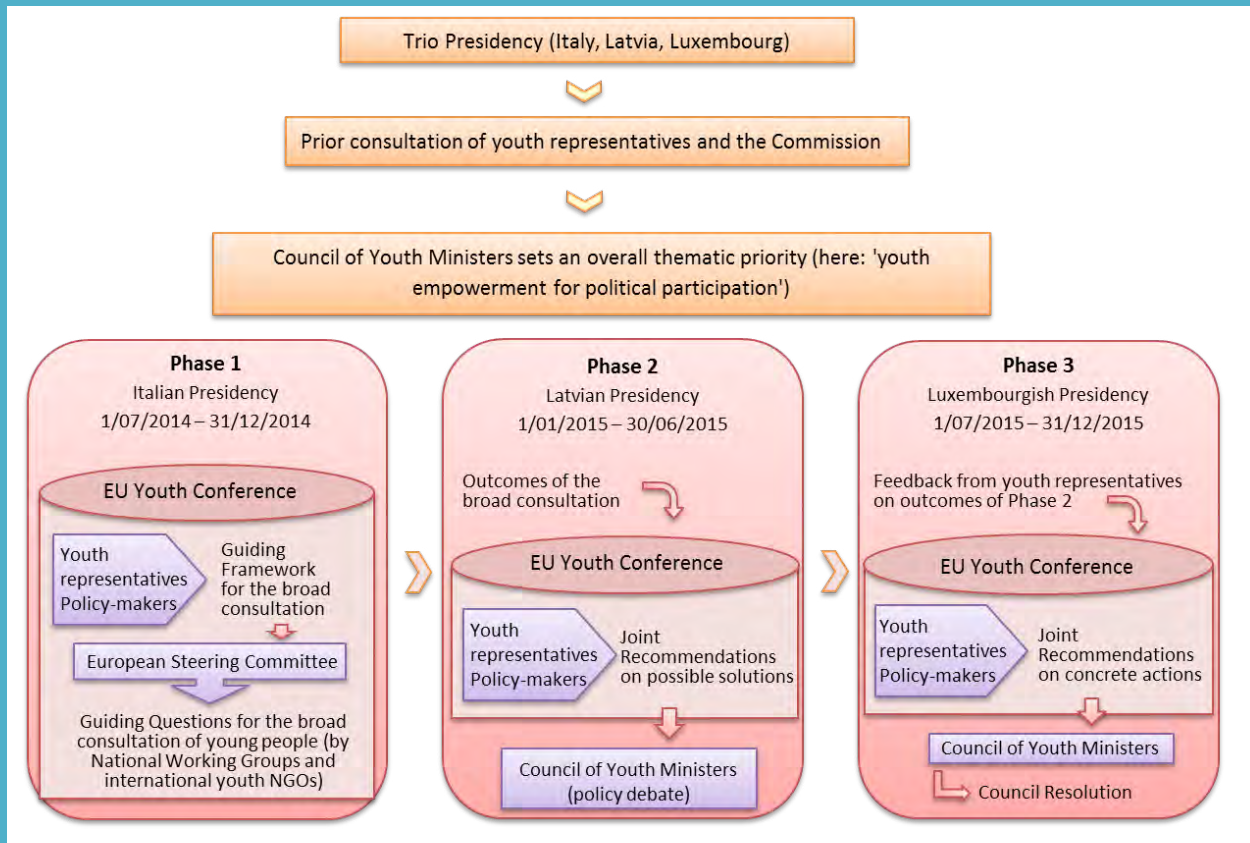 Trio Presidency (Italy, Latvia, Luxembourg)
Prior consultation of youth representatives and the Commission
Council of Youth Ministers sets an overall thematic priority (here: 'youth
empowerment for political participation')
Phase 1
Italian Presidency
1/07/2014 – 31/12/2014
EU Youth Conference
Youth
representatives
Policy-makers
Guiding
Framework
for the broad
consultation
European Steering Committee
Guiding Questions for the broad
consultation of young people (by
National Working Groups and
international youth NGOs)
Phase 2
Latvian Presidency
1/01/2015 – 30/06/2015
Outcomes of the
broad consultation
EU Youth Conference
Youth
representatives
Policy-makers
Joint
Recommendations
on possible solutions
Council of Youth Ministers
(policy debate)
Phase 3
Luxembourgish Presidency
1/07/2015 – 31/12/2015
Feedback from youth representatives
on outcomes of Phase 2
EU Youth Conference
Youth
representatives
Policy-makers
Joint
Recommendations
on concrete actions
Council of Youth Ministers
Council Resolution